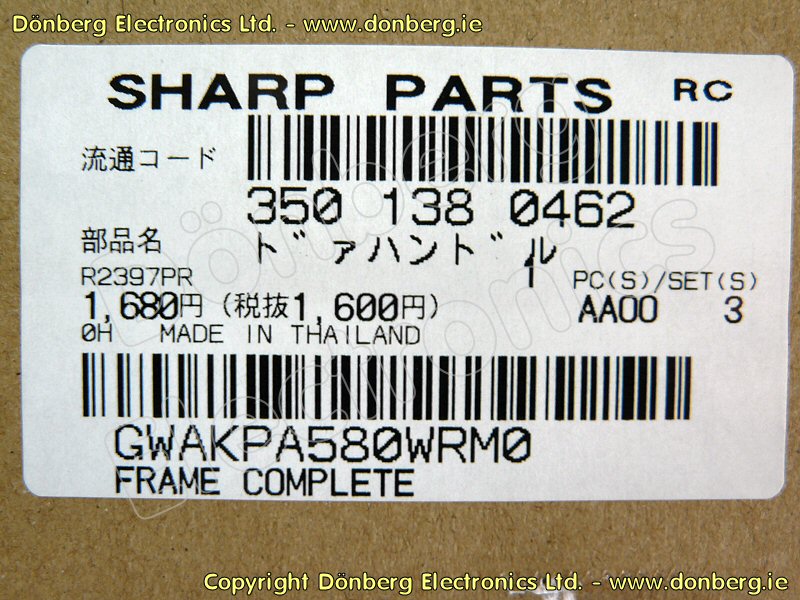 Dönberg Electronics Ltd. - www.donberg.ie
SHARP PARTS RC
流通コード
350 138 0462
部品名 ドアハンドル
R2397PR 1 PC(S)/SET(S)
1,680円 (税抜1,600円) AA00 3
0H MADE IN THAILAND
GWAKPA580WRM0
FRAME COMPLETE
Dönberg Electronics
Copyright Dönberg Electronics Ltd. - www.donberg.ie